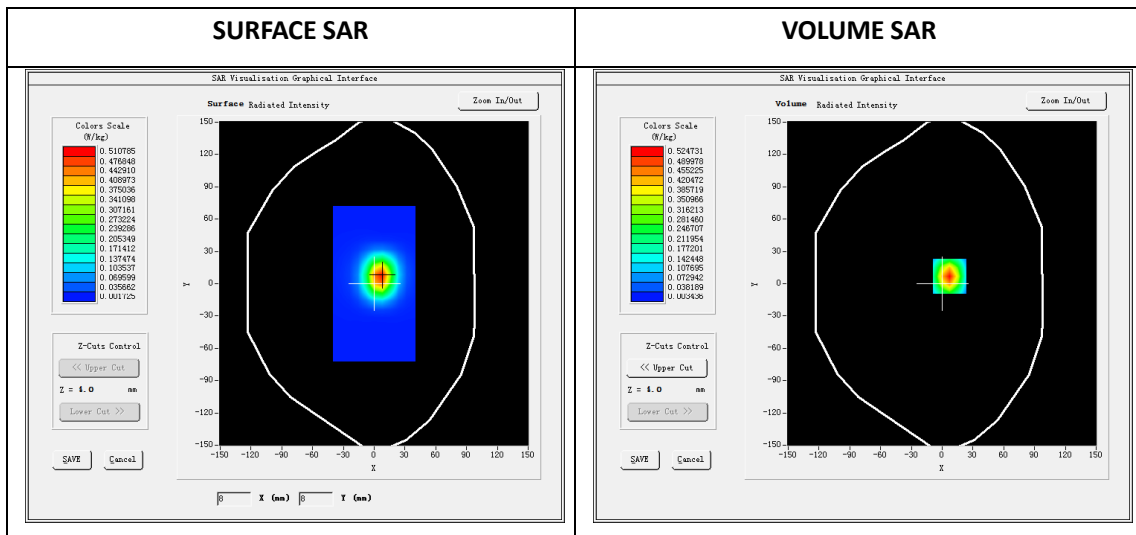 SURFACE SAR
VOLUME SAR
SAR Visualisation Graphical Interface
Surface Radiated Intensity
Zoom In/Out
Colors Scale
(W/kg)
0.510785
0.476848
0.442910
0.408973
0.375036
0.341098
0.307161
0.273224
0.239286
0.205349
0.171412
0.137474
0.103537
0.069599
0.035662
0.001725
Z-Cuts Control
<< Upper Cut
Z = 4.0 mm
Lower Cut >>
SAVE
Cancel
150
120
90
60
30
0
-30
-60
-90
-120
-150
Y
-150 -120 -90 -60 -30 0 30 60 90 120 150
X
8 X (mm) 8 Y (mm)
SAR Visualisation Graphical Interface
Volume Radiated Intensity
Zoom In/Out
Colors Scale
(W/kg)
0.524731
0.489978
0.455225
0.420472
0.385719
0.350966
0.316213
0.281460
0.246707
0.211954
0.177201
0.142448
0.107695
0.072942
0.038189
0.003436
Z-Cuts Control
<< Upper Cut
Z = 4.0 mm
Lower Cut >>
SAVE
Cancel
150
120
90
60
30
0
-30
-60
-90
-120
-150
Y
-150 -120 -90 -60 -30 0 30 60 90 120 150
X